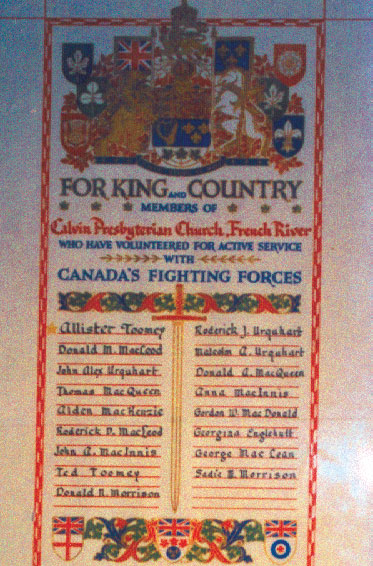 FOR KING AND COUNTRY
MEMBERS OF
Calvin Presbyterian Church, French River
WHO HAVE VOLUNTEERED FOR ACTIVE SERVICE
WITH
CANADA'S FIGHTING FORCES
Allister Toomey
Donald M. MacLeod
John Alex Urquhart
Thomas MacQueen
Alden MacKenzie
Roderick D. MacLeod
John A. MacInnis
Ted Toomey
Donald N. Morrison
Roderick J. Urquhart
Malcolm A. Urquhart
Donald A. MacQueen
Anna MacInnis
Gordon W. MacDonald
Georgina
George Mac Lean
Sadie B. Morrison